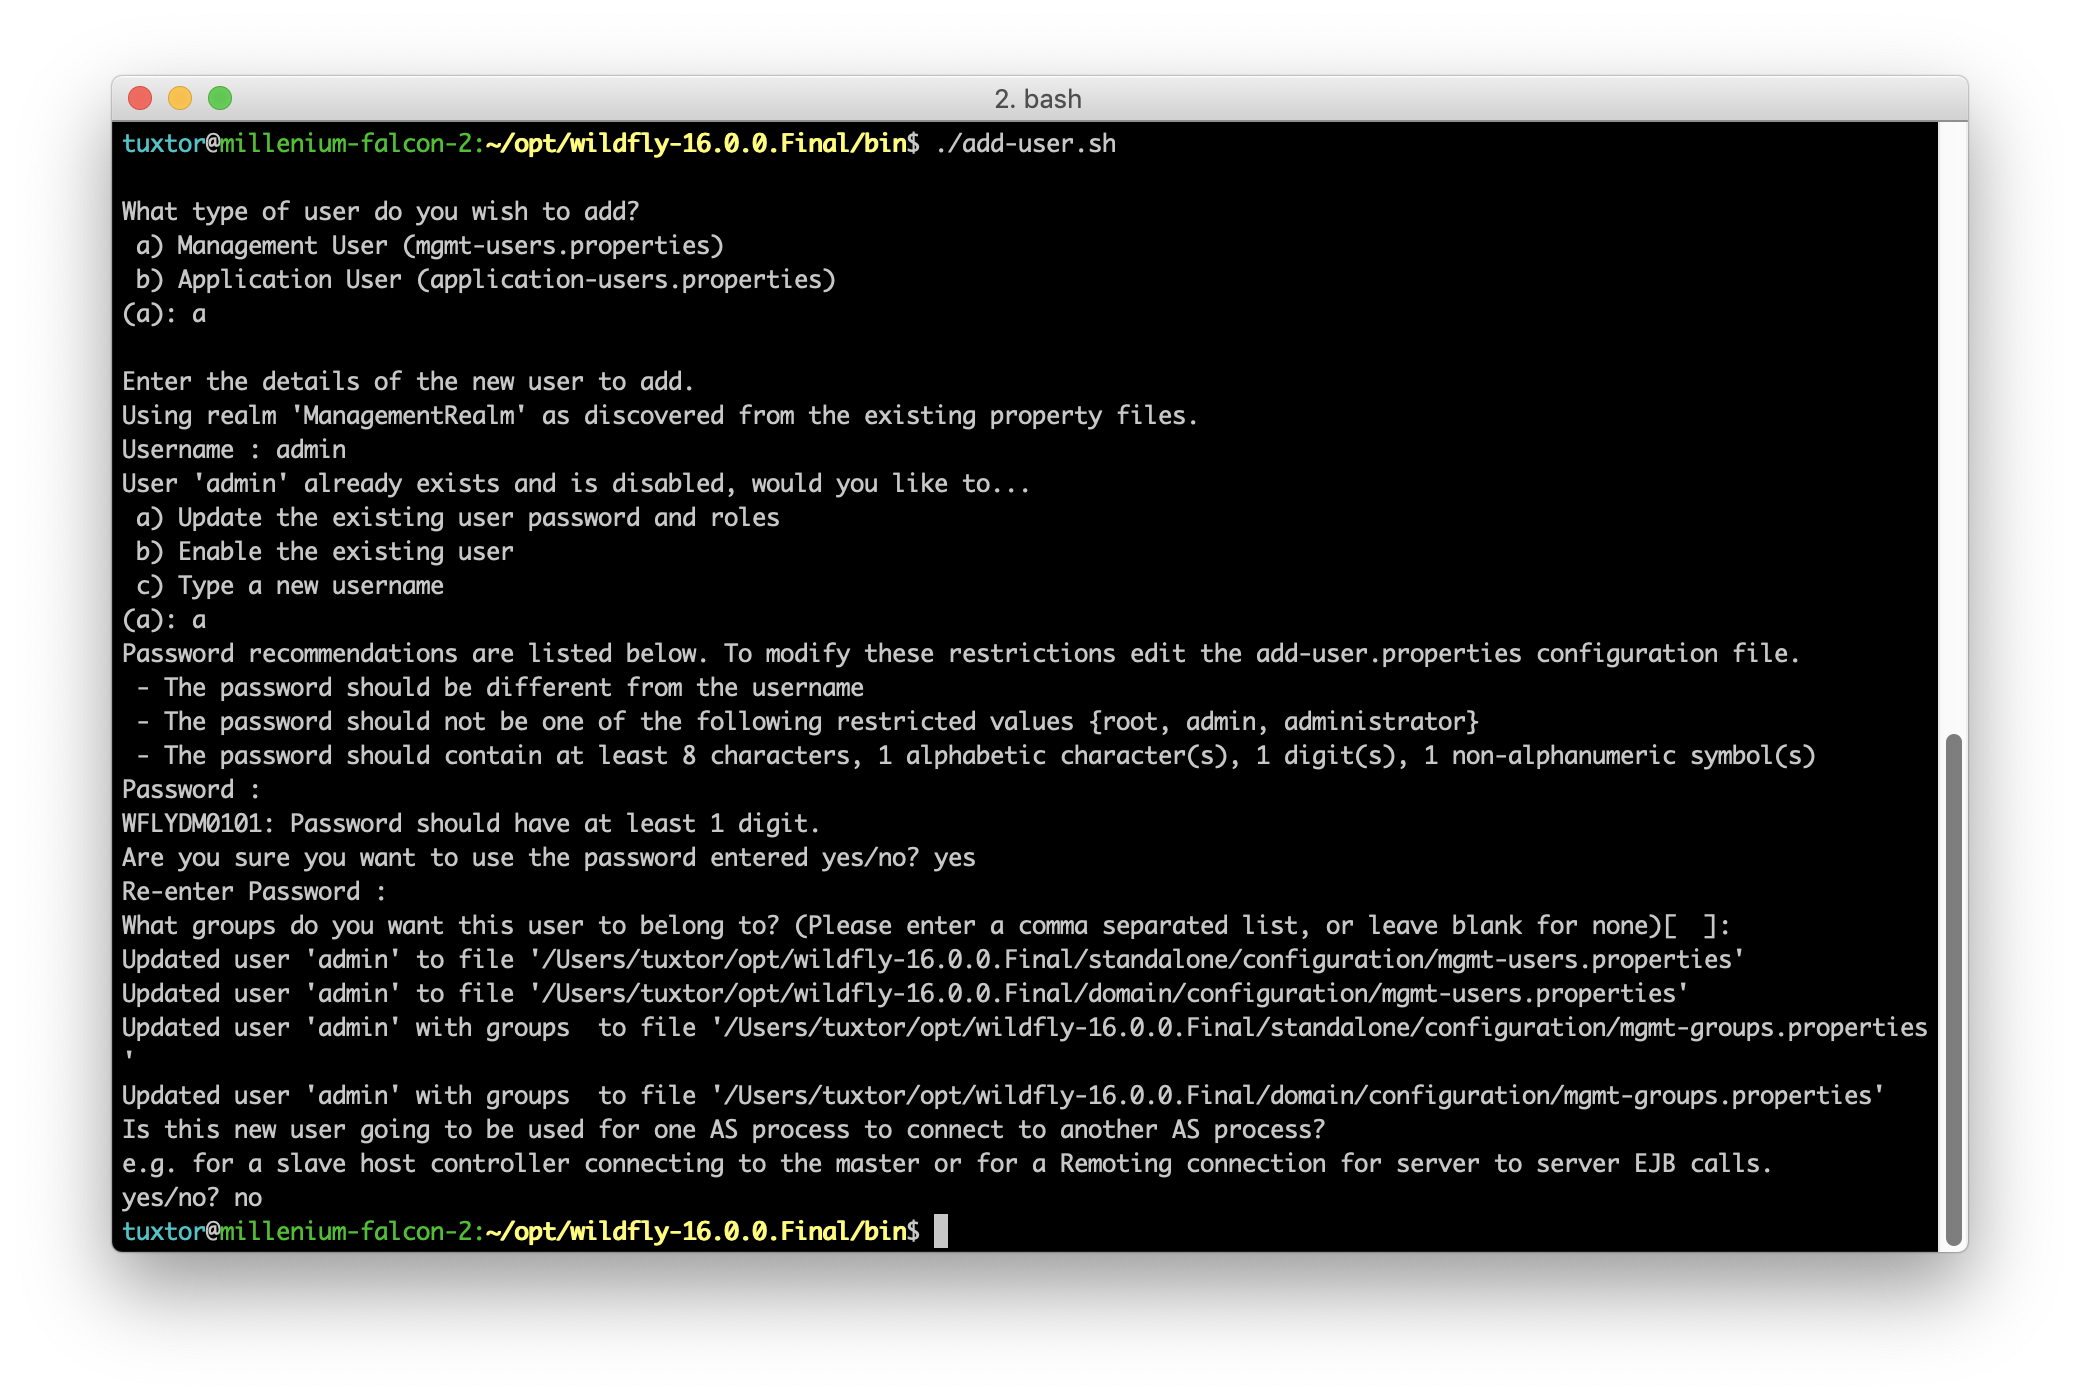 2. bash
tuxtor@millenium-falcon-2:~/opt/wildfly-16.0.0.Final/bin$ ./add-user.sh
What type of user do you wish to add?
a) Management User (mgmt-users.properties)
b) Application User (application-users.properties)
(a): a
Enter the details of the new user to add.
Using realm 'ManagementRealm' as discovered from the existing property files.
Username : admin
User 'admin' already exists and is disabled, would you like to...
a) Update the existing user password and roles
b) Enable the existing user
c) Type a new username
(a): a
Password recommendations are listed below. To modify these restrictions edit the add-user.properties configuration file.
- The password should be different from the username
- The password should not be one of the following restricted values {root, admin, administrator}
- The password should contain at least 8 characters, 1 alphabetic character(s), 1 digit(s), 1 non-alphanumeric symbol(s)
Password :
WFLYDM0101: Password should have at least 1 digit.
Are you sure you want to use the password entered yes/no? yes
Re-enter Password :
What groups do you want this user to belong to? (Please enter a comma separated list, or leave blank for none)[  ]:
Updated user 'admin' to file '/Users/tuxtor/opt/wildfly-16.0.0.Final/standalone/configuration/mgmt-users.properties'
Updated user 'admin' to file '/Users/tuxtor/opt/wildfly-16.0.0.Final/domain/configuration/mgmt-users.properties'
Updated user 'admin' with groups  to file '/Users/tuxtor/opt/wildfly-16.0.0.Final/standalone/configuration/mgmt-groups.properties
'
Updated user 'admin' with groups  to file '/Users/tuxtor/opt/wildfly-16.0.0.Final/domain/configuration/mgmt-groups.properties'
Is this new user going to be used for one AS process to connect to another AS process?
e.g. for a slave host controller connecting to the master or for a Remoting connection for server to server EJB calls.
yes/no? no
tuxtor@millenium-falcon-2:~/opt/wildfly-16.0.0.Final/bin$